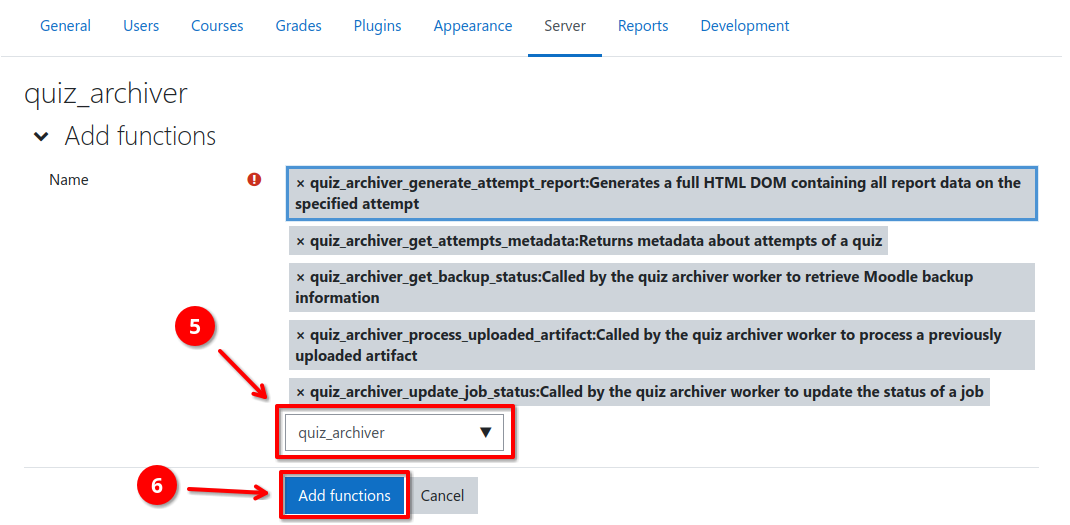 General Users Courses Grades Plugins Appearance Server Reports Development
quiz_archiver
Add functions
Name
× quiz_archiver_generate_attempt_report:Generates a full HTML DOM containing all report data on the
specified attempt
× quiz_archiver_get_attempts_metadata:Returns metadata about attempts of a quiz
× quiz_archiver_get_backup_status:Called by the quiz archiver worker to retrieve Moodle backup
information
× quiz_archiver_process_uploaded_artifact:Called by the quiz archiver worker to process a previously
uploaded artifact
× quiz_archiver_update_job_status:Called by the quiz archiver worker to update the status of a job
5
quiz_archiver ▼
6
Add functions Cancel